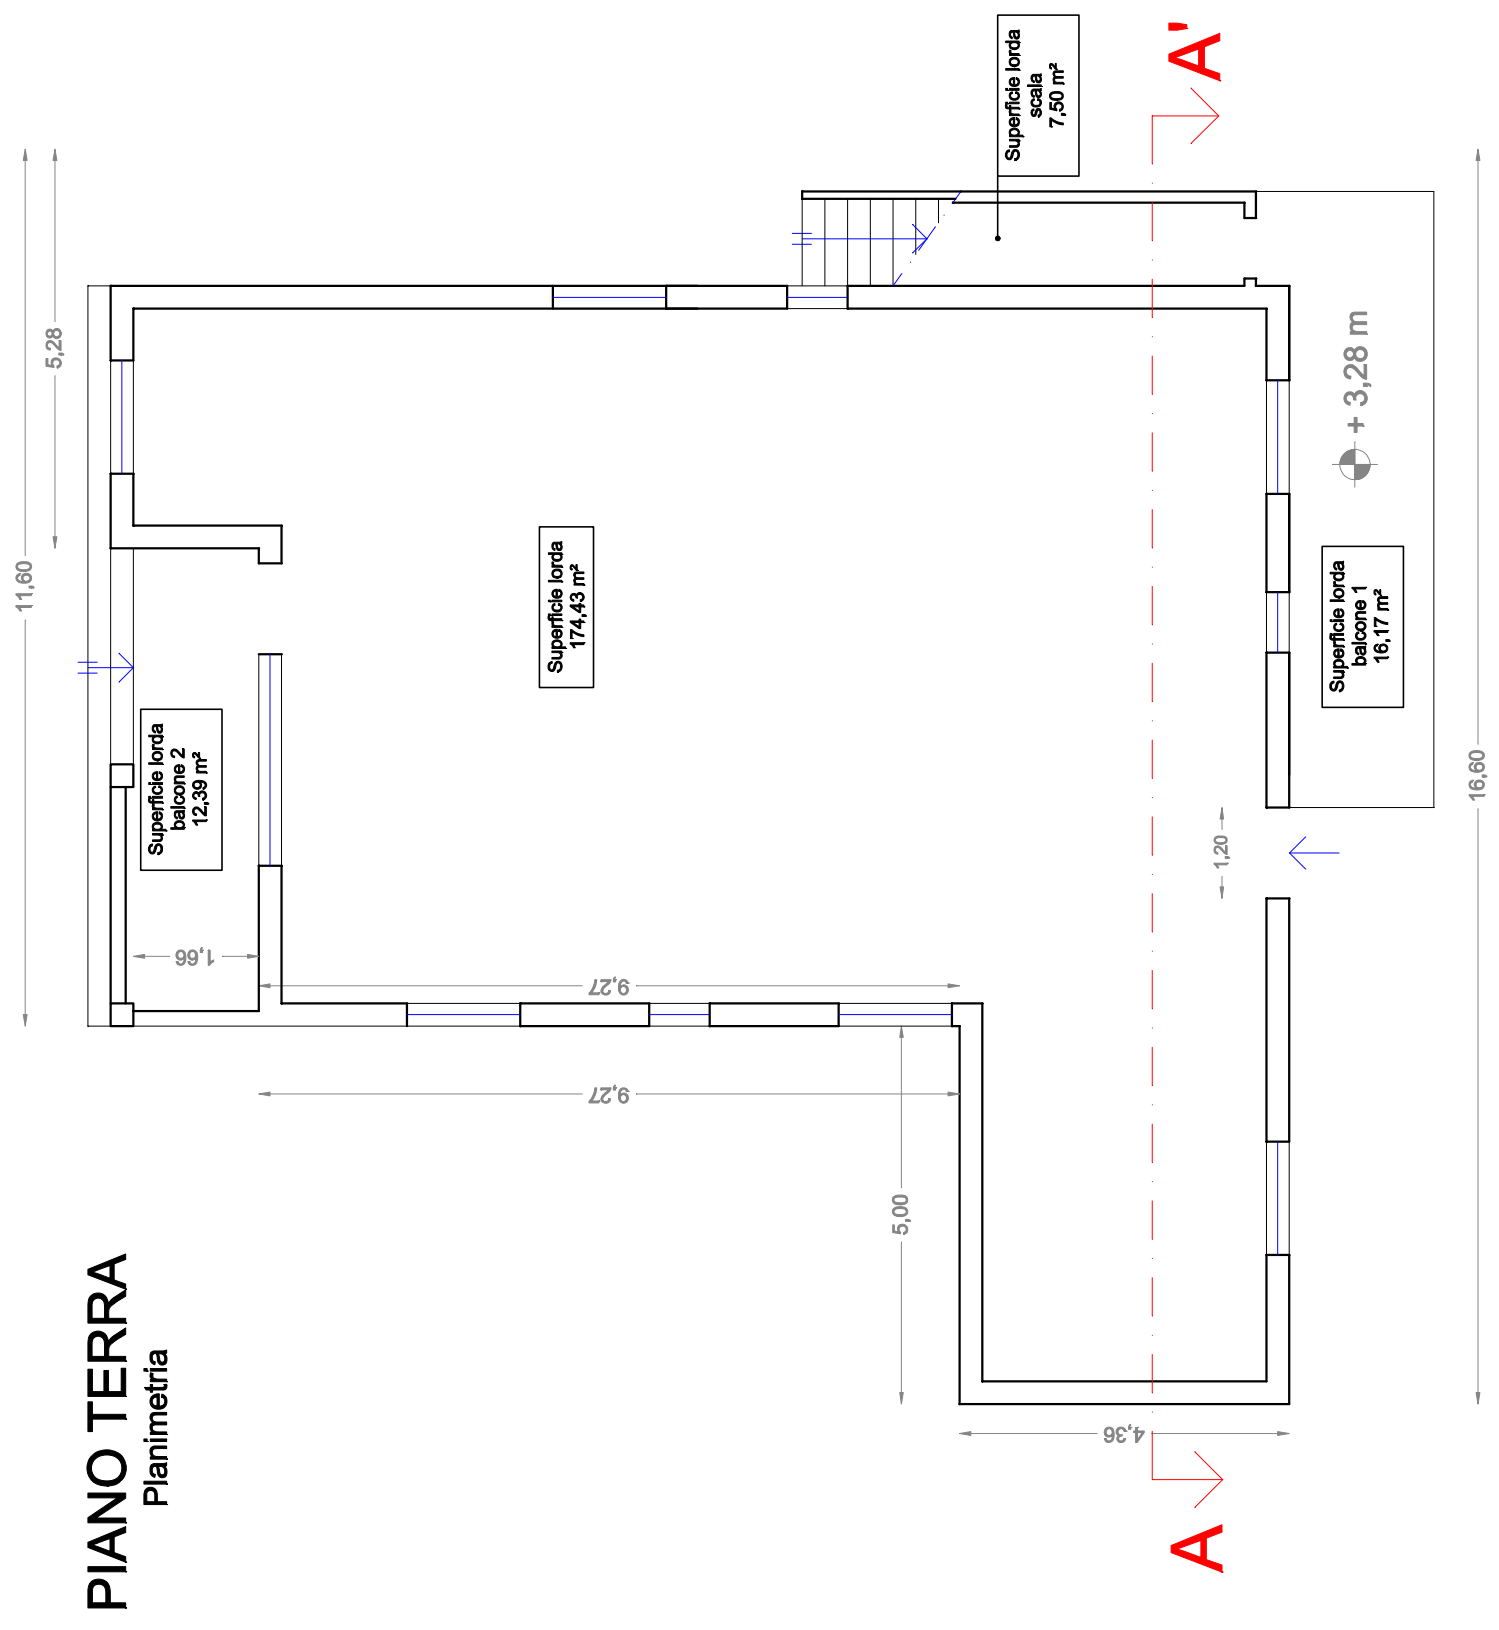 PIANO TERRA
Planimetria
11,60
5,28
Superficie lorda
balcone 2
12,39 m²
1,66
9,27
9,27
5,00
Superficie lorda
174,43 m²
Superficie lorda
scala
7,50 m²
A'
A
1,20
4,36
+ 3,28 m
Superficie lorda
balcone 1
16,17 m²
16,60